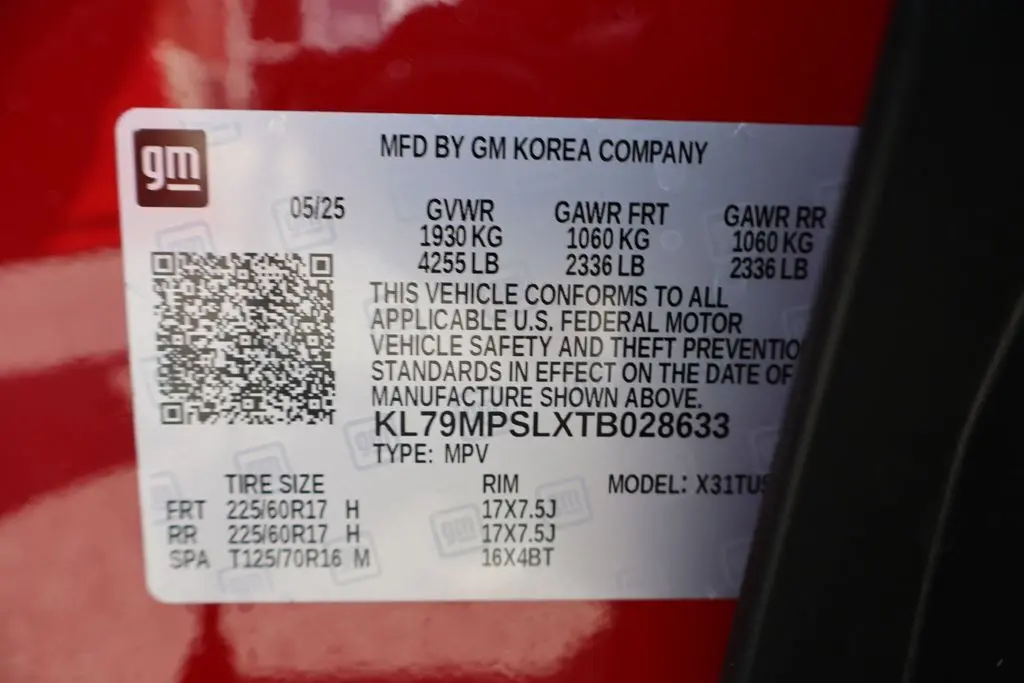 gm
MFD BY GM KOREA COMPANY
05/25 GVWR GAWR FRT GAWR RR
1930 KG 1060 KG 1060 KG
4255 LB 2336 LB 2336 LB
THIS VEHICLE CONFORMS TO ALL
APPLICABLE U.S. FEDERAL MOTOR
VEHICLE SAFETY AND THEFT PREVENTIO
STANDARDS IN EFFECT ON THE DATE OF
MANUFACTURE SHOWN ABOVE.
KL79MPSLXTB028633
TYPE: MPV
TIRE SIZE RIM MODEL: X31TUS
FRT 225/60R17 H 17X7.5J
RR 225/60R17 H 17X7.5J
SPA T125/70R16 M 16X4BT